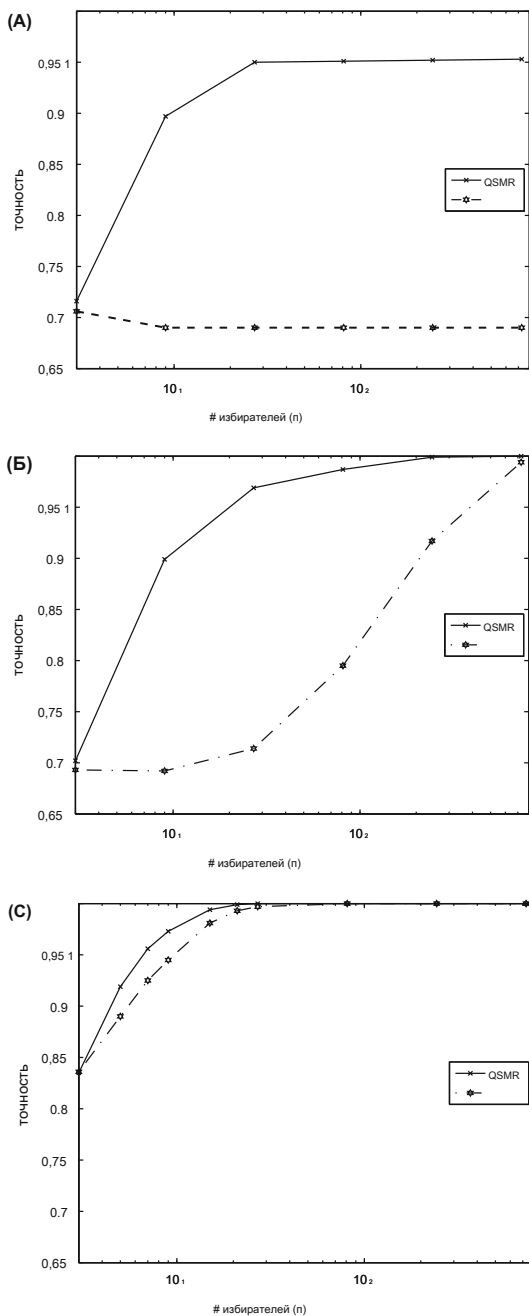 (А)
0,95 1
0.9
0,85
0.8
0,75
0.7
0,65
точность
QSMR
10₁
10₂
# избирателей (п)
(Б)
0,95 1
0.9
0,85
0.8
0,75
0.7
0,65
точность
QSMR
10₁
10₂
# избирателей (п)
(С)
0,95 1
0.9
0,85
0.8
0,75
0.7
0,65
точность
QSMR
10₁
10₂
# избирателей (п)